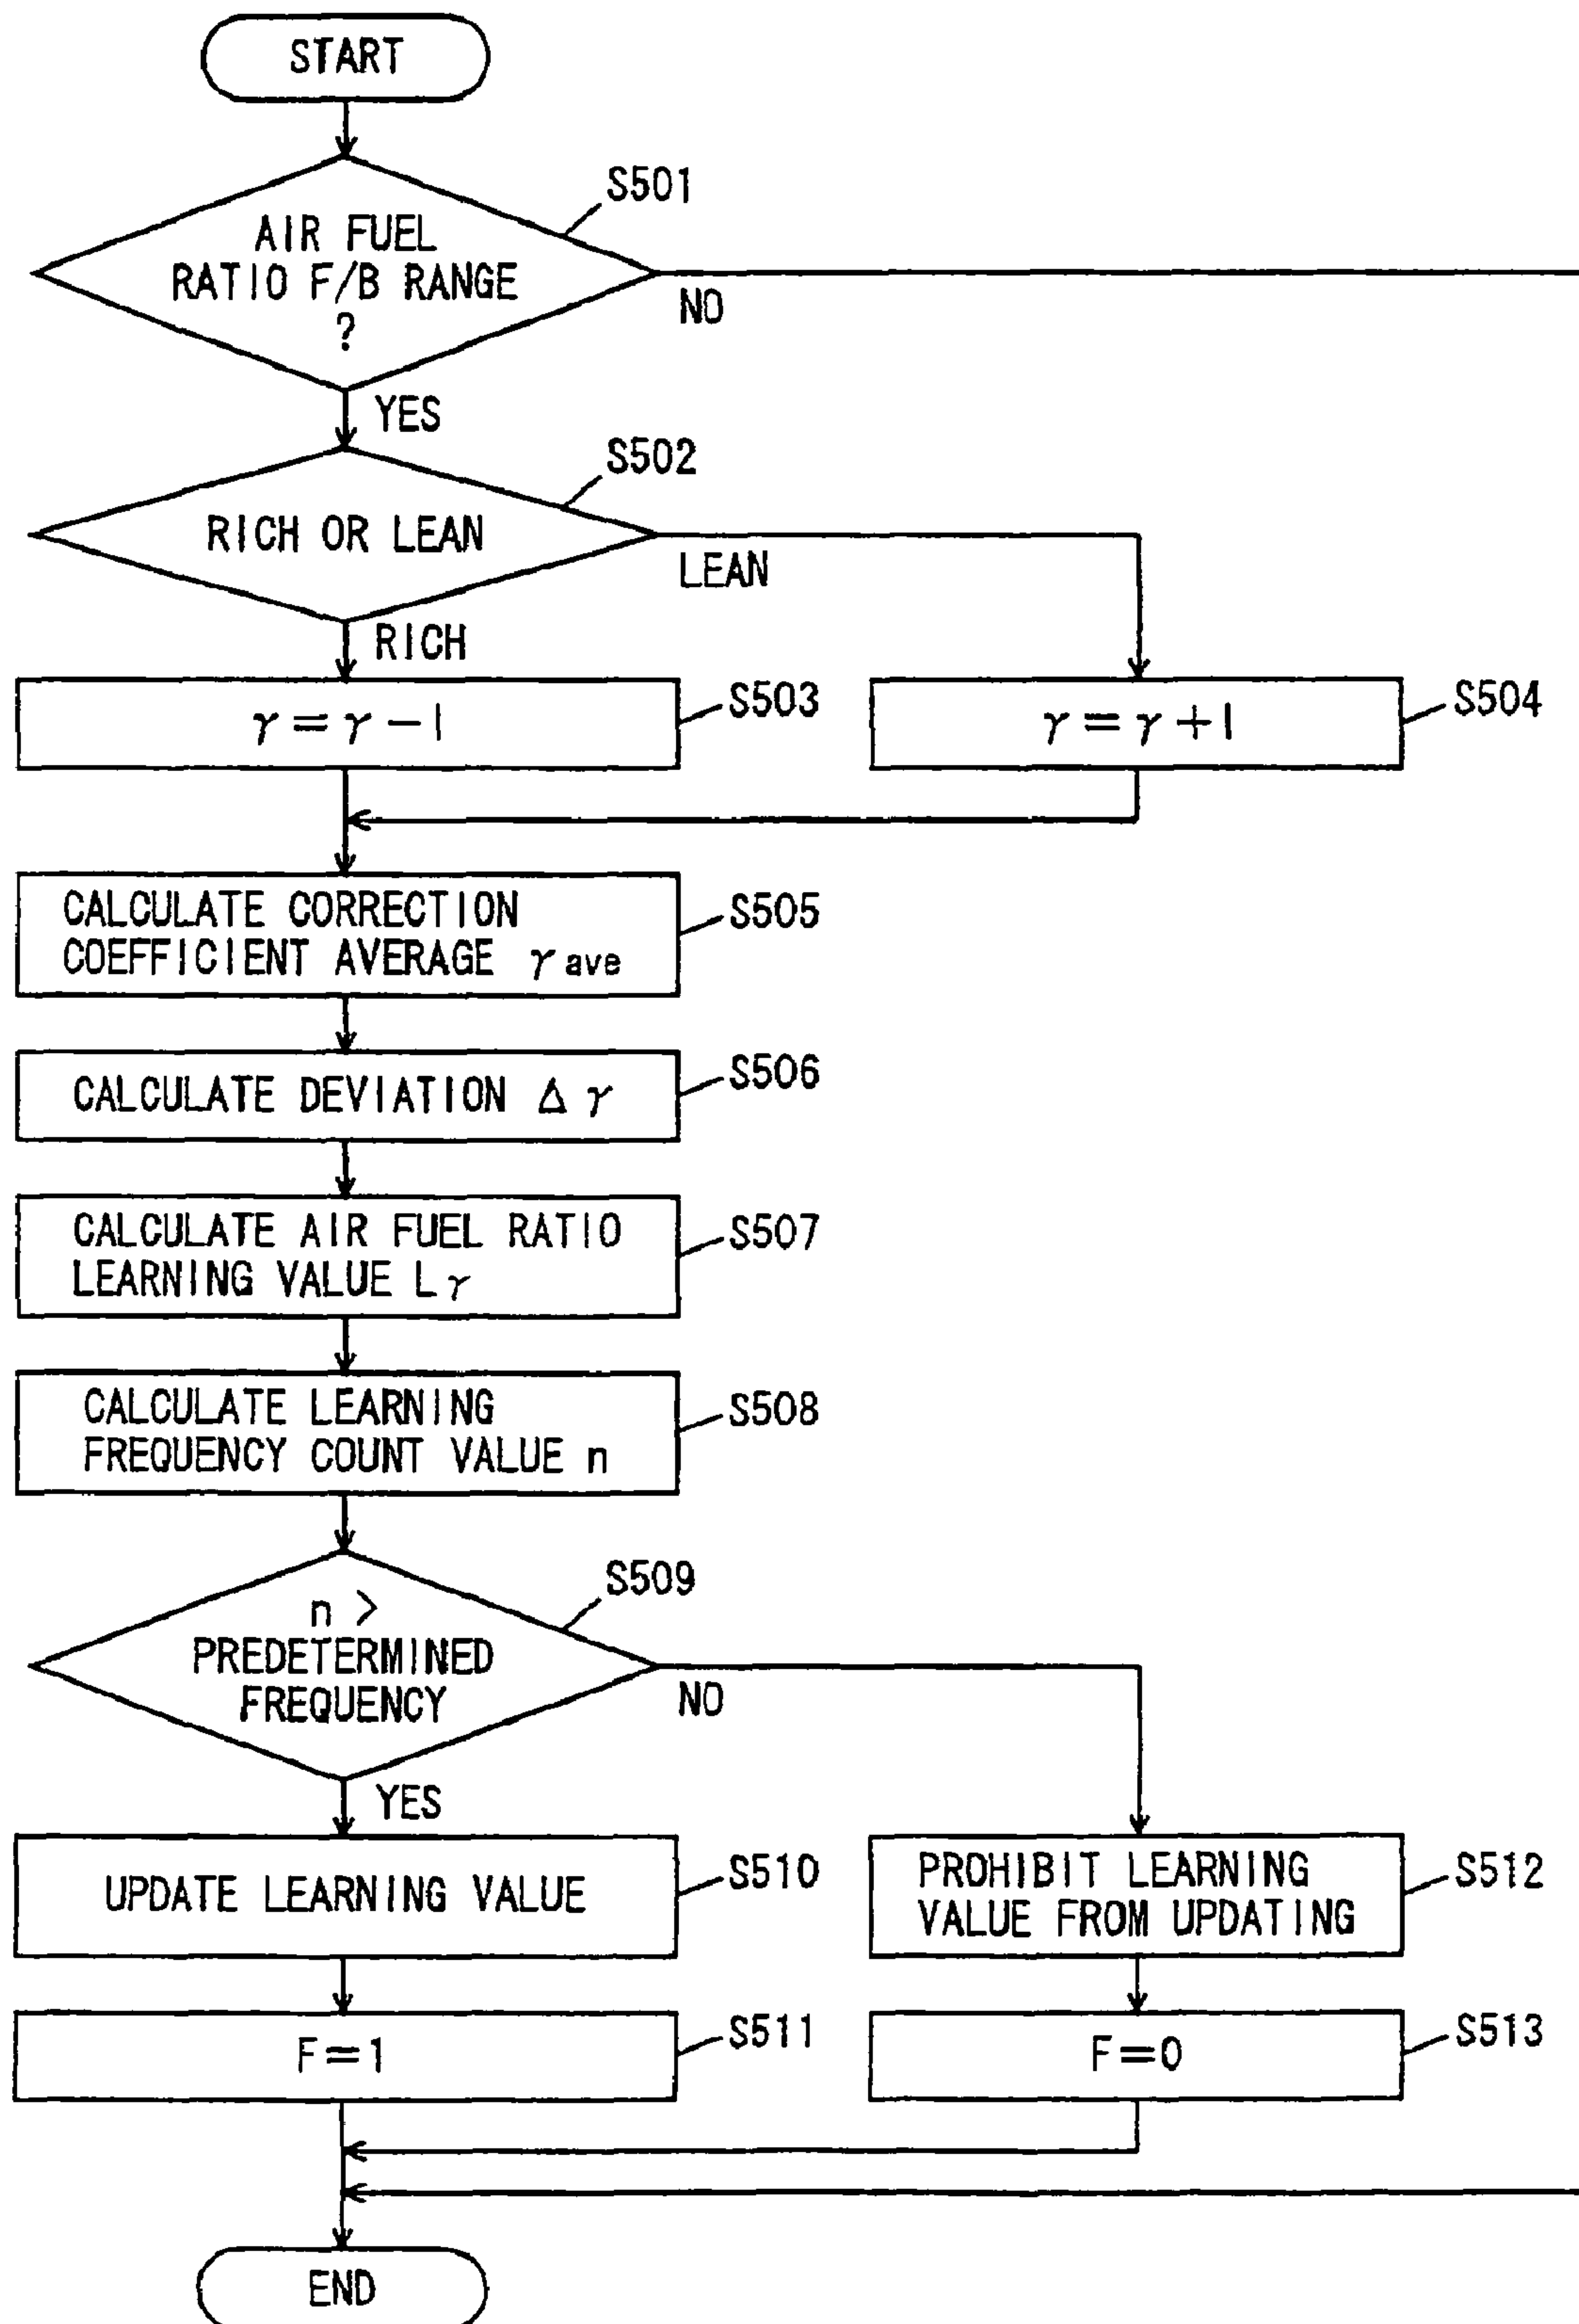 START
S501
AIR FUEL
RATIO F/B RANGE
?
NO
YES
S502
RICH OR LEAN
LEAN
RICH
γ=γ-1
S503
γ=γ+1
S504
CALCULATE CORRECTION
COEFFICIENT AVERAGE γave
S505
CALCULATE DEVIATION Δγ
S506
CALCULATE AIR FUEL RATIO
LEARNING VALUE Lγ
S507
CALCULATE LEARNING
FREQUENCY COUNT VALUE n
S508
S509
n >
PREDETERMINED
FREQUENCY
NO
YES
UPDATE LEARNING VALUE
S510
PROHIBIT LEARNING
VALUE FROM UPDATING
S512
F=1
S511
F=0
S513
END